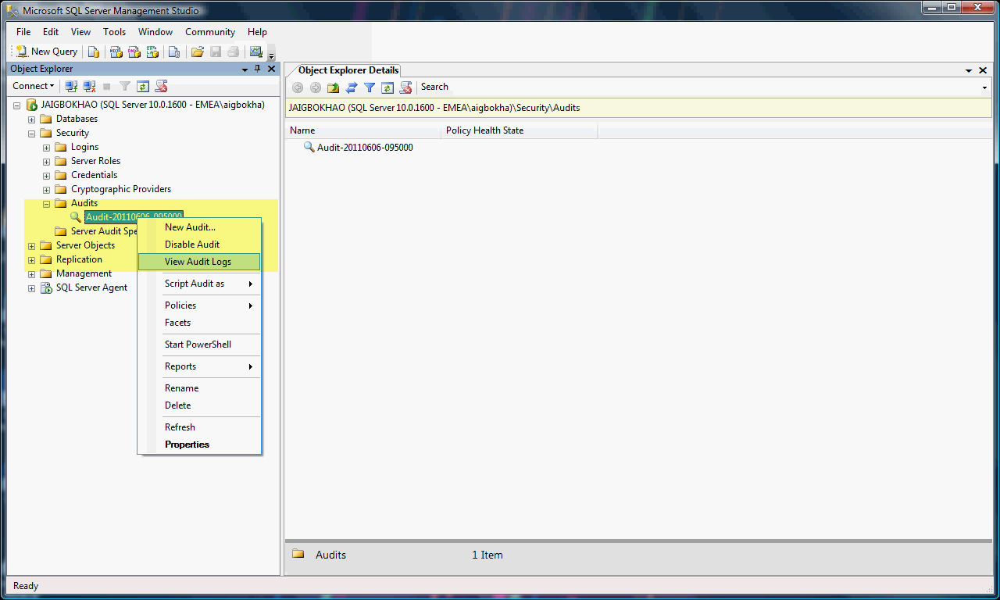 Microsoft SQL Server Management Studio
File Edit View Tools Window Community Help
New Query
Object Explorer
Connect
JAIGBOKHAO (SQL Server 10.0.1600 - EMEA\aigbokha)
Databases
Security
Logins
Server Roles
Credentials
Cryptographic Providers
Audits
Audit-20110606-095000
Server Audit Spe
Server Objects
Replication
Management
SQL Server Agent
New Audit...
Disable Audit
View Audit Logs
Script Audit as
Policies
Facets
Start PowerShell
Reports
Rename
Delete
Refresh
Properties
Object Explorer Details
Search
JAIGBOKHAO (SQL Server 10.0.1600 - EMEA\aigbokha)\Security\Audits
Name Policy Health State
Audit-20110606-095000
Audits 1 Item
Ready